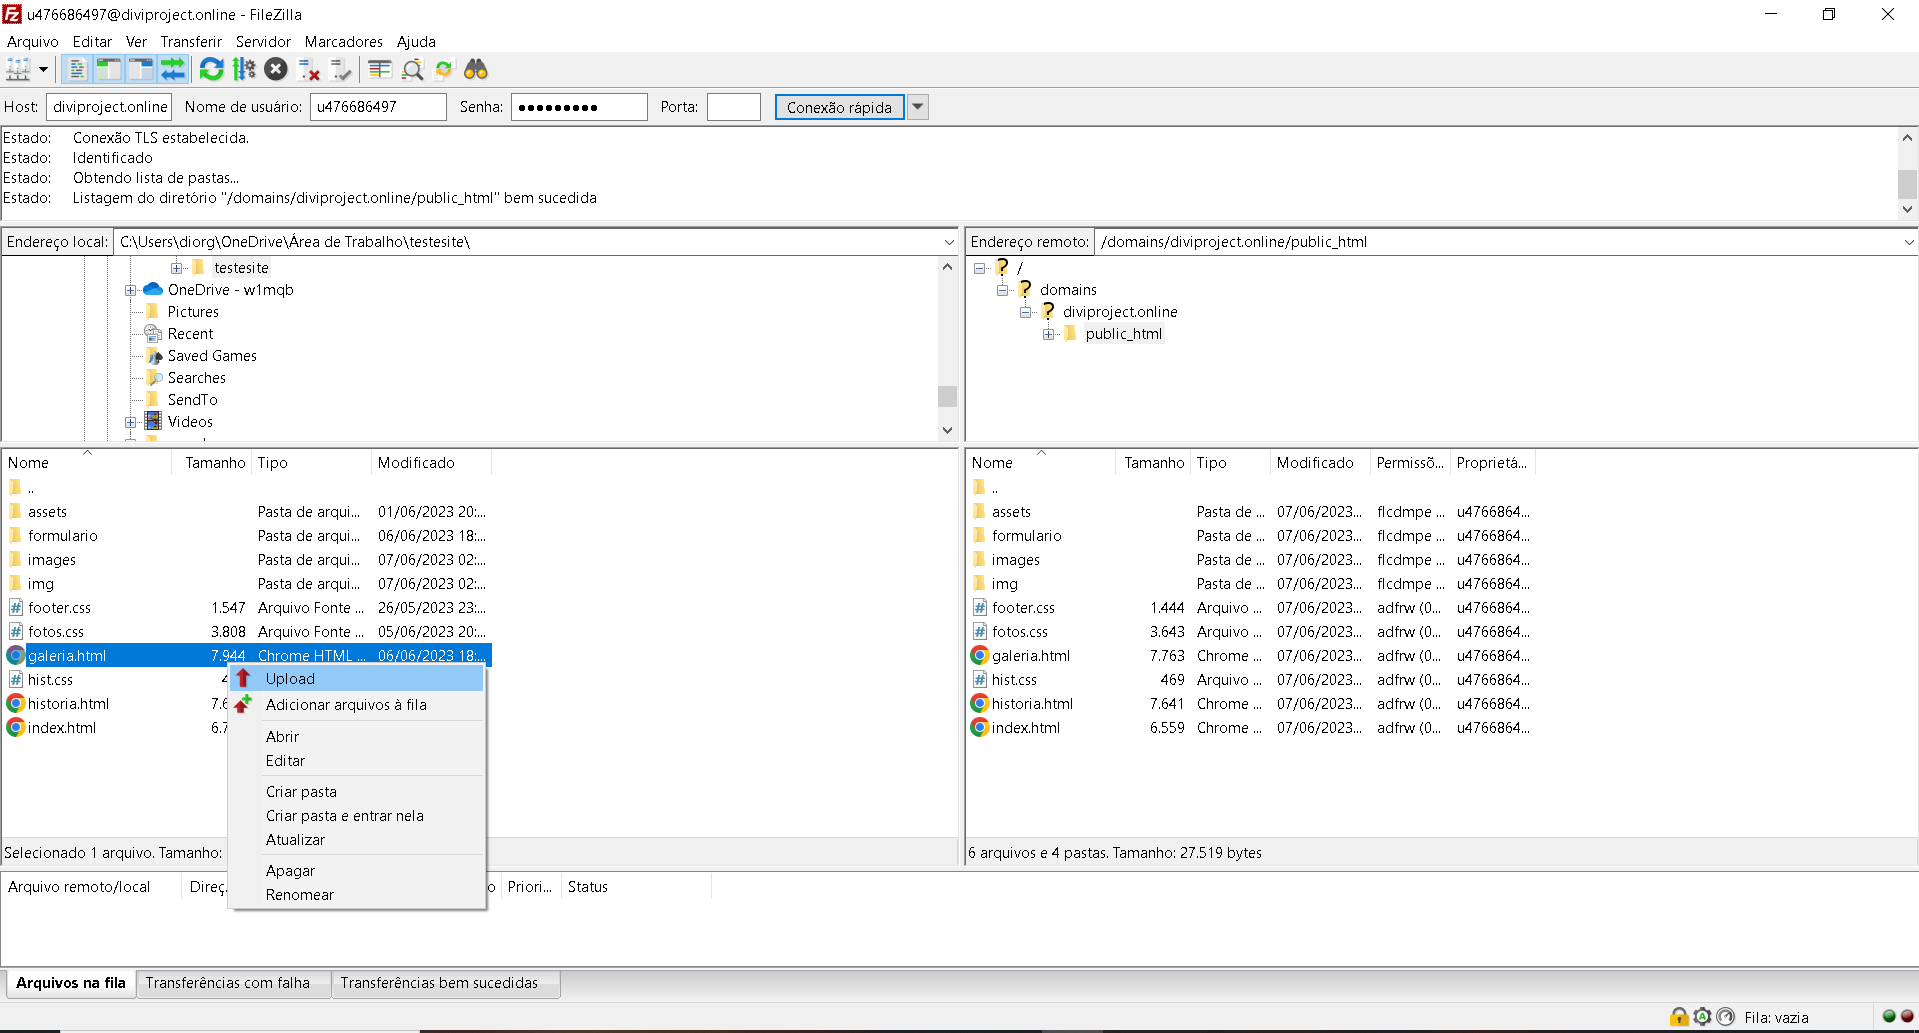 u476686497@diviproject.online - FileZilla
Arquivo Editar Ver Transferir Servidor Marcadores Ajuda
Host: diviproject.online Nome de usuário: u476686497 Senha: ●●●●●●●●● Porta: Conexão rápida
Estado: Conexão TLS estabelecida.
Estado: Identificado
Estado: Obtendo lista de pastas...
Estado: Listagem do diretório "/domains/diviproject.online/public_html" bem sucedida
Endereço local: C:\Users\diorg\OneDrive\Área de Trabalho\testesite\
testesite
OneDrive - w1mqb
Pictures
Recent
Saved Games
Searches
SendTo
Videos
Endereço remoto: /domains/diviproject.online/public_html
/
domains
diviproject.online
public_html
Nome Tamanho Tipo Modificado
..
assets Pasta de arqui... 01/06/2023 20:...
formulario Pasta de arqui... 06/06/2023 18:...
images Pasta de arqui... 07/06/2023 02:...
img Pasta de arqui... 07/06/2023 02:...
footer.css 1.547 Arquivo Fonte ... 26/05/2023 23:...
fotos.css 3.808 Arquivo Fonte ... 05/06/2023 20:...
galeria.html 7.944 Chrome HTML ... 06/06/2023 18:...
hist.css
historia.html
index.html
Upload
Adicionar arquivos à fila
Abrir
Editar
Criar pasta
Criar pasta e entrar nela
Atualizar
Apagar
Renomear
Selecionado 1 arquivo. Tamanho:
Nome Tamanho Tipo Modificado Permissõ... Proprietá...
..
assets Pasta de ... 07/06/2023... flcdmpe ... u4766864...
formulario Pasta de ... 07/06/2023... flcdmpe ... u4766864...
images Pasta de ... 07/06/2023... flcdmpe ... u4766864...
img Pasta de ... 07/06/2023... flcdmpe ... u4766864...
footer.css 1.444 Arquivo ... 07/06/2023... adfrw (0... u4766864...
fotos.css 3.643 Arquivo ... 07/06/2023... adfrw (0... u4766864...
galeria.html 7.763 Chrome ... 07/06/2023... adfrw (0... u4766864...
hist.css 469 Arquivo ... 07/06/2023... adfrw (0... u4766864...
historia.html 7.641 Chrome ... 07/06/2023... adfrw (0... u4766864...
index.html 6.559 Chrome ... 07/06/2023... adfrw (0... u4766864...
6 arquivos e 4 pastas. Tamanho: 27.519 bytes
Arquivo remoto/local Direç. Priori... Status
Arquivos na fila Transferências com falha Transferências bem sucedidas
Fila: vazia